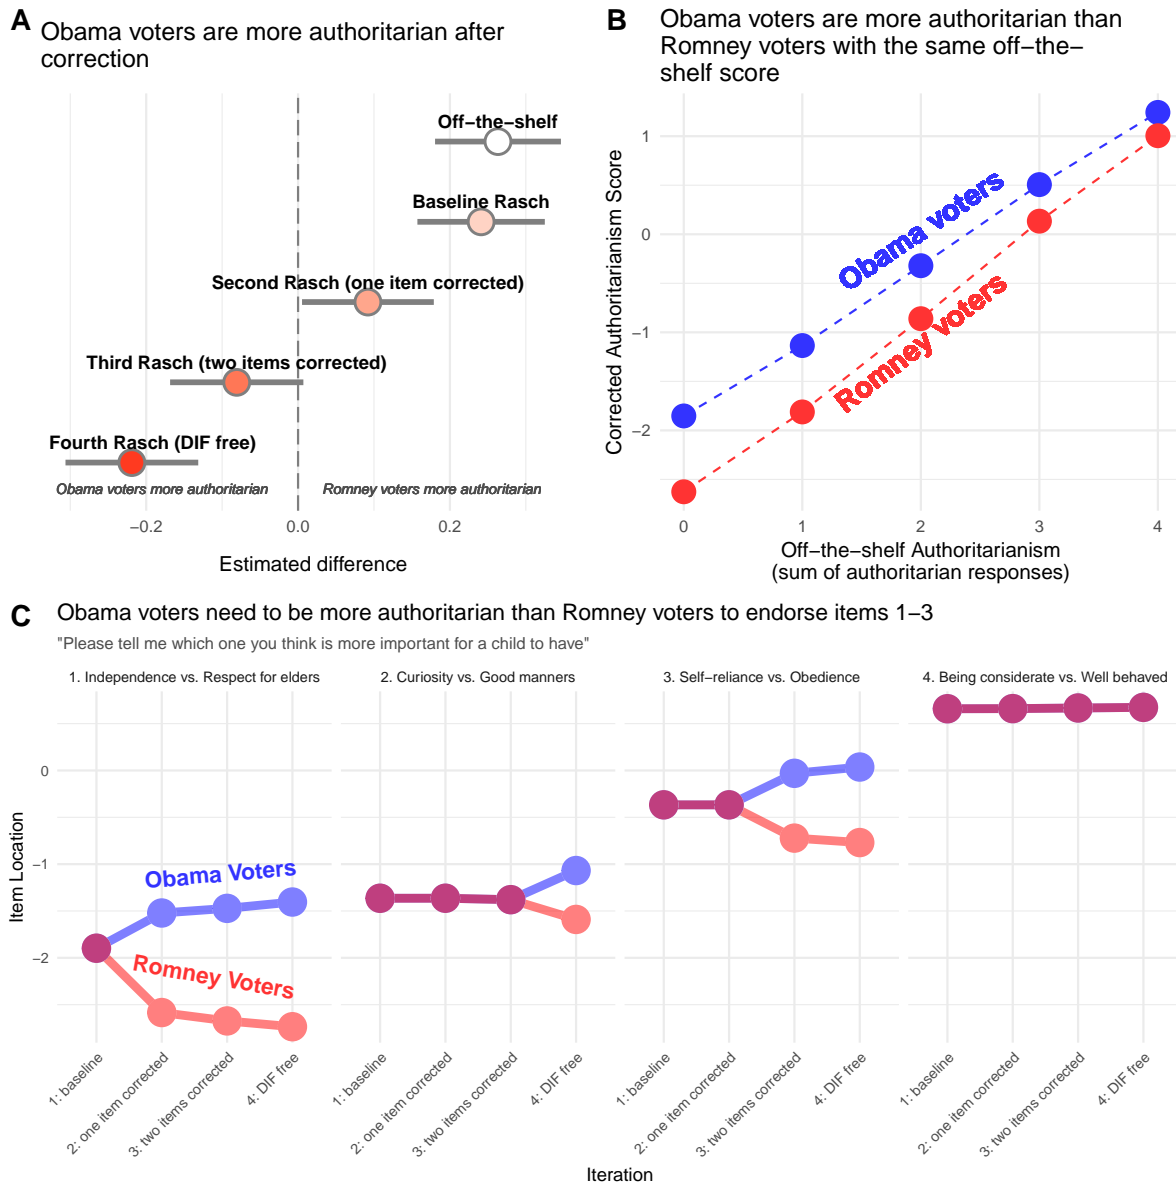 A
Obama voters are more authoritarian after
correction
Off−the−shelf
Baseline Rasch
Second Rasch (one item corrected)
Third Rasch (two items corrected)
Fourth Rasch (DIF free)
Obama voters more authoritarian
Romney voters more authoritarian
−0.2
0.0
0.2
Estimated difference
B
Obama voters are more authoritarian than
Romney voters with the same off−the−
shelf score
Corrected Authoritarianism Score
1
0
−1
−2
Obama voters
Romney voters
0
1
2
3
4
Off−the−shelf Authoritarianism
(sum of authoritarian responses)
C
Obama voters need to be more authoritarian than Romney voters to endorse items 1−3
"Please tell me which one you think is more important for a child to have"
1. Independence vs. Respect for elders
2. Curiosity vs. Good manners
3. Self−reliance vs. Obedience
4. Being considerate vs. Well behaved
Item Location
0
−1
−2
Obama Voters
Romney Voters
1: baseline
2: one item corrected
3: two items corrected
4: DIF free
1: baseline
2: one item corrected
3: two items corrected
4: DIF free
1: baseline
2: one item corrected
3: two items corrected
4: DIF free
1: baseline
2: one item corrected
3: two items corrected
4: DIF free
Iteration